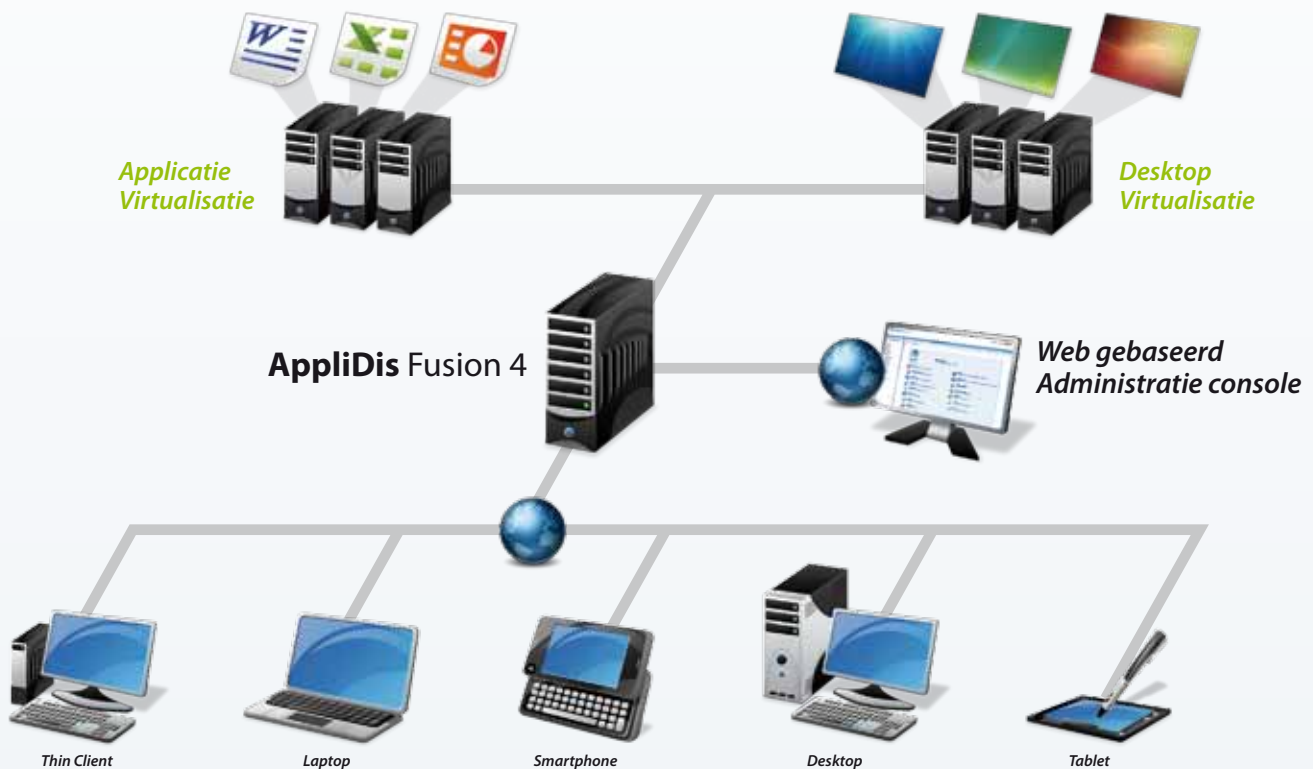 Applicatie
Virtualisatie
Desktop
Virtualisatie
AppliDis Fusion 4
Web gebaseerd
Administratie console
Thin Client
Laptop
Smartphone
Desktop
Tablet